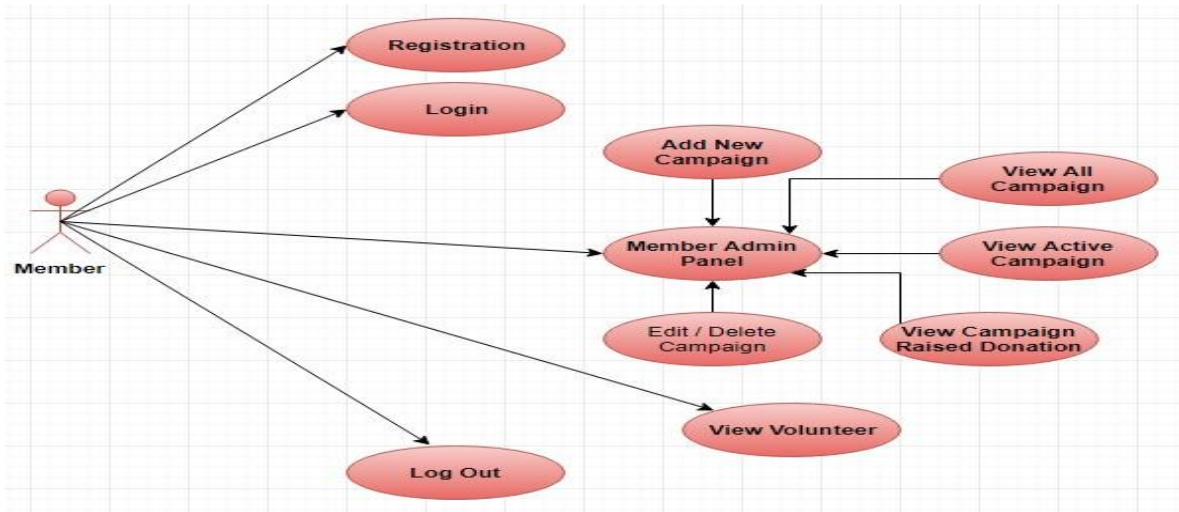 Registration
Login
Add New
Campaign
View All
Campaign
Member
Member Admin
Panel
View Active
Campaign
Edit / Delete
Campaign
View Campaign
Raised Donation
View Volunteer
Log Out